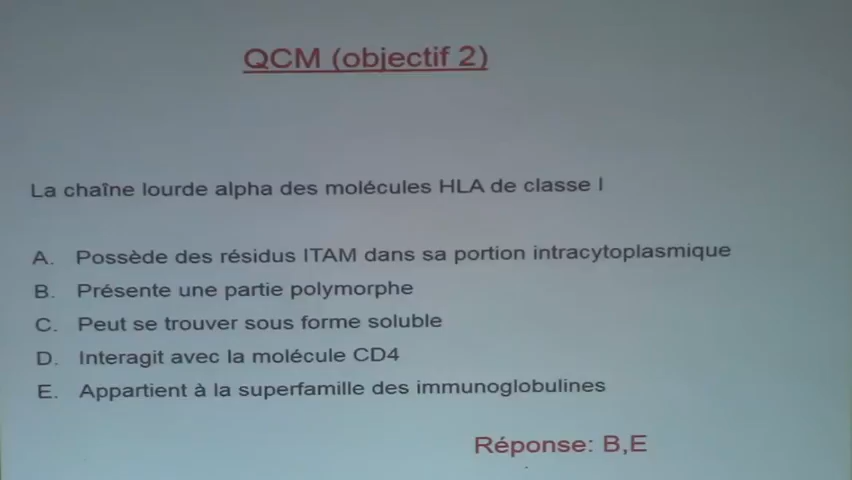 QCM (objectif 2)
La chaîne lourde alpha des molécules HLA de classe I
A. Possède des résidus ITAM dans sa portion intracytoplasmique
B. Présente une partie polymorphe
C. Peut se trouver sous forme soluble
D. Interagit avec la molécule CD4
E. Appartient à la superfamille des immunoglobulines
Réponse: B,E